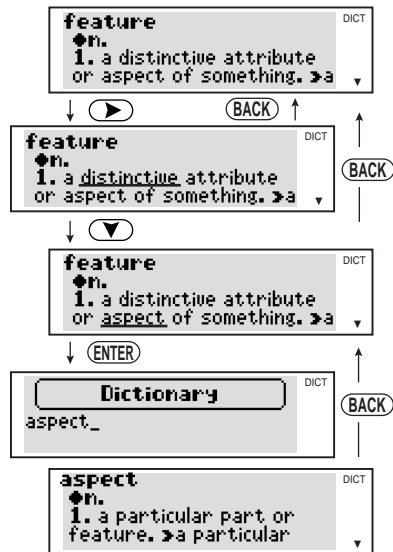 feature DICT
◆n.
1. a distinctive attribute
or aspect of something. ➤a ▼
↓ ► BACK ↑
feature DICT
◆n.
1. a distinctive attribute
or aspect of something. ➤a ▼
BACK
↓ ▼
feature DICT
◆n.
1. a distinctive attribute
or aspect of something. ➤a ▼
↓ ENTER
Dictionary DICT
aspect_
BACK
aspect DICT
◆n.
1. a particular part or
feature. ➤a particular ▼